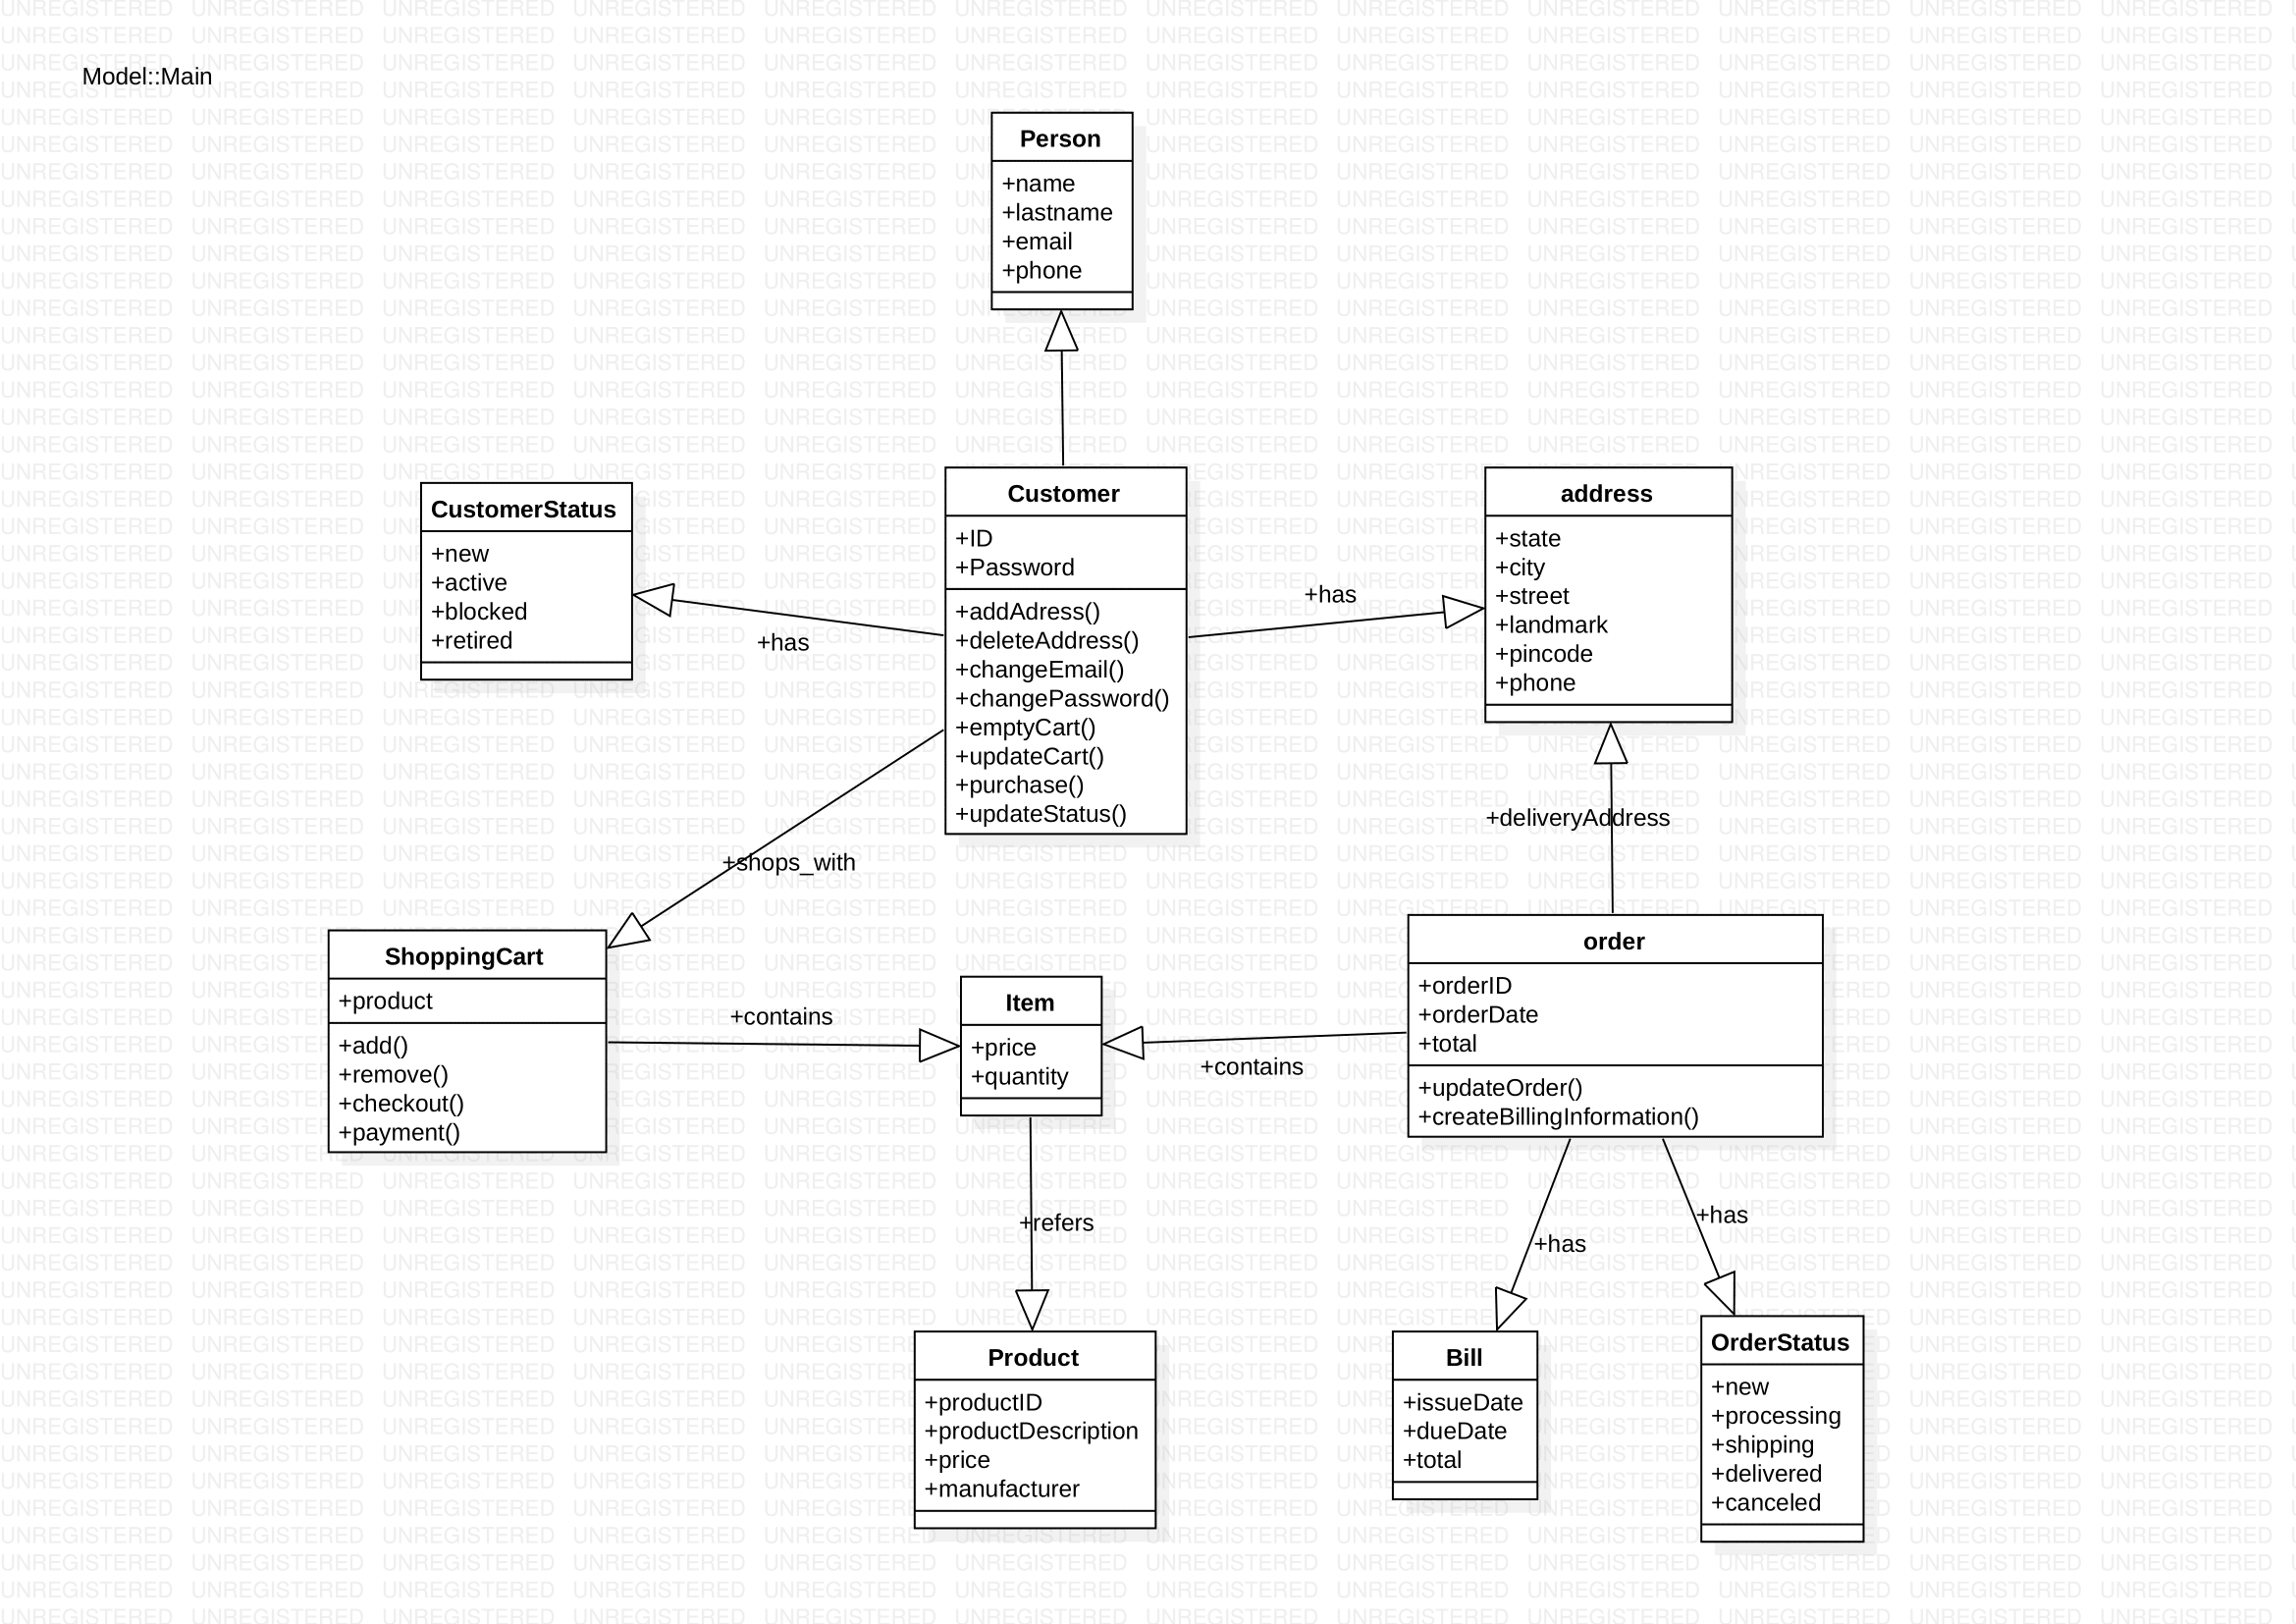 Model::Main
Person
+name
+lastname
+email
+phone
CustomerStatus
+new
+active
+blocked
+retired
+has
Customer
+ID
+Password
+addAdress()
+deleteAddress()
+changeEmail()
+changePassword()
+emptyCart()
+updateCart()
+purchase()
+updateStatus()
+has
address
+state
+city
+street
+landmark
+pincode
+phone
+deliveryAddress
+shops_with
ShoppingCart
+product
+add()
+remove()
+checkout()
+payment()
+contains
Item
+price
+quantity
+contains
order
+orderID
+orderDate
+total
+updateOrder()
+createBillingInformation()
+refers
+has
+has
Product
+productID
+productDescription
+price
+manufacturer
Bill
+issueDate
+dueDate
+total
OrderStatus
+new
+processing
+shipping
+delivered
+canceled
UNREGISTERED